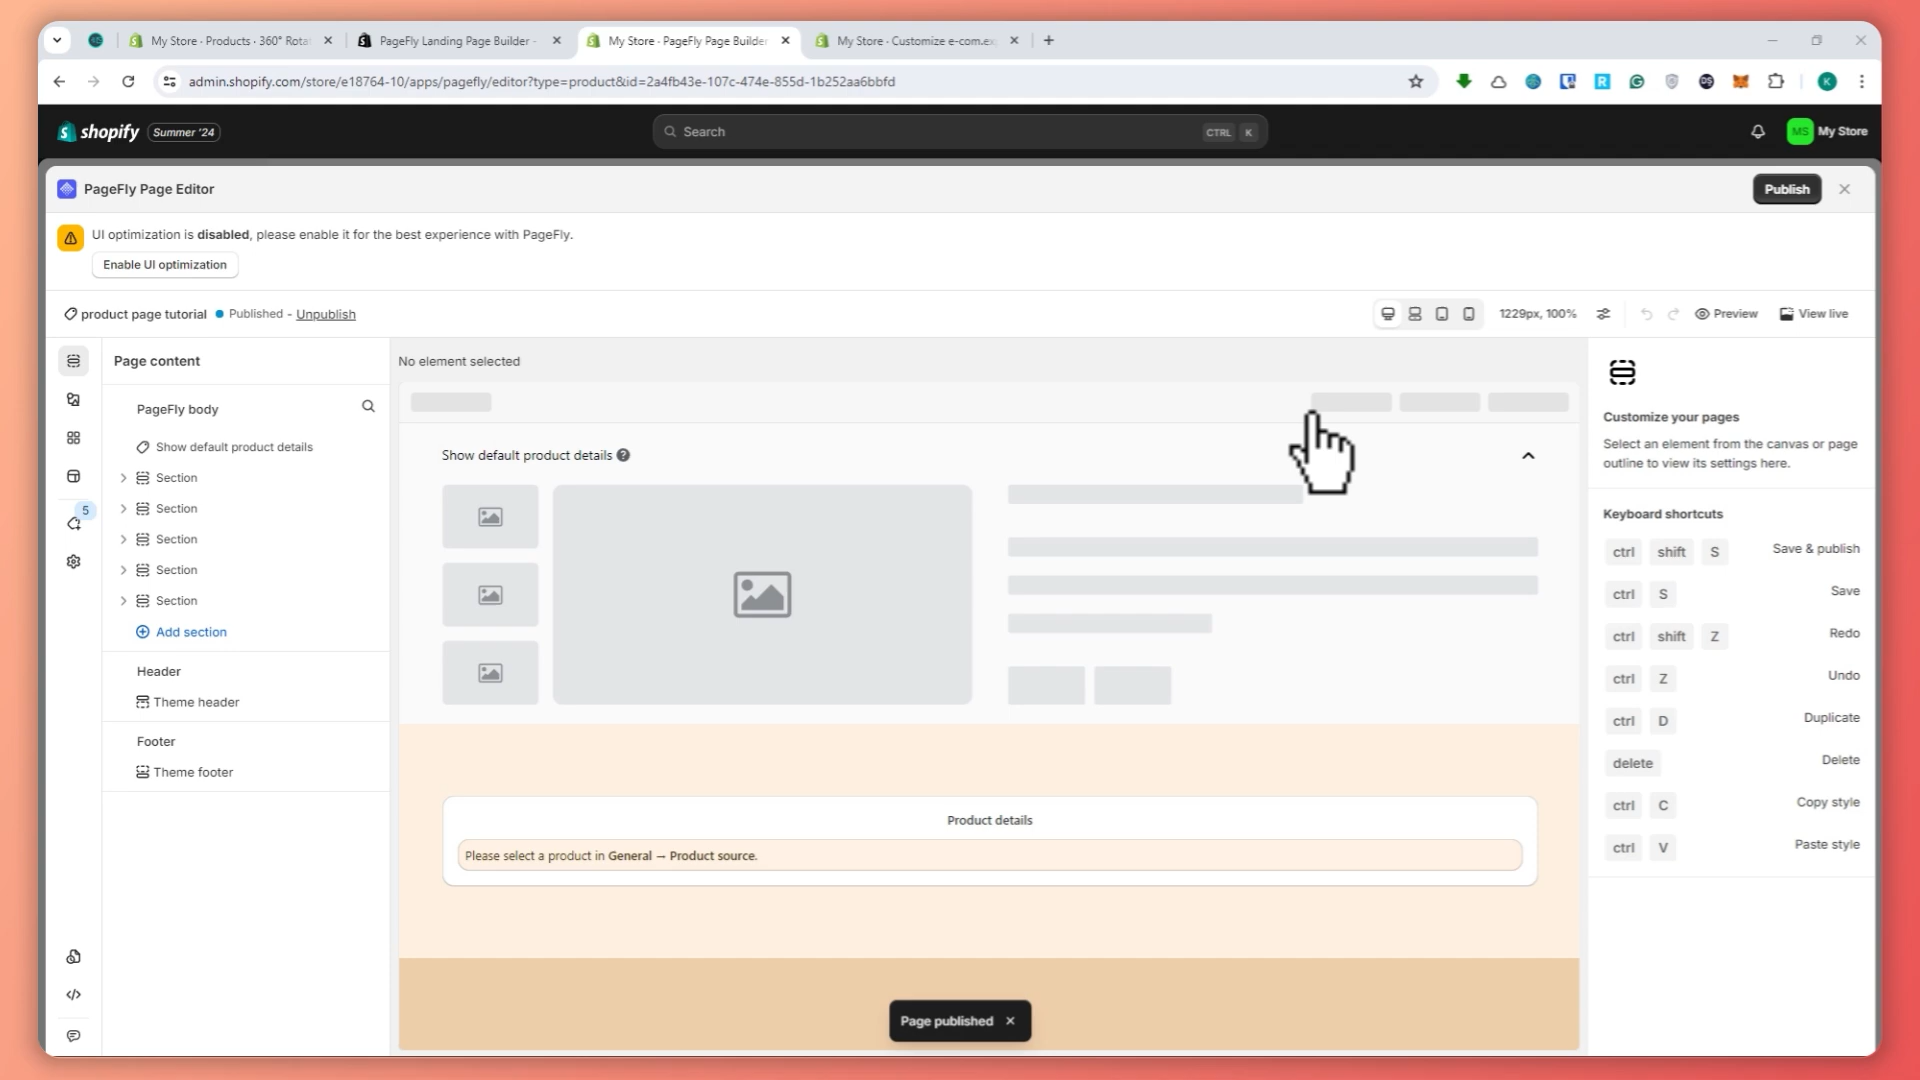 My Store · Products · 360° Rota
PageFly Landing Page Builder -
My Store · PageFly Page Builder
My Store · Customize e-com.ex
admin.shopify.com/store/e18764-10/apps/pagefly/editor?type=product&id=2a4fb43e-107c-474e-855d-1b252aa6bbfd
K
shopify
Summer '24
Search
CTRL K
MS My Store
PageFly Page Editor
Publish
UI optimization is disabled, please enable it for the best experience with PageFly.
Enable UI optimization
product page tutorial Published - Unpublish
1229px, 100%
Preview
View live
Page content
No element selected
PageFly body
Show default product details
Section
Section
Section
Section
Section
Add section
Header
Theme header
Footer
Theme footer
5
Show default product details ?
Product details
Please select a product in General → Product source.
Page published
Customize your pages
Select an element from the canvas or page
outline to view its settings here.
Keyboard shortcuts
ctrl shift S Save & publish
ctrl S Save
ctrl shift Z Redo
ctrl Z Undo
ctrl D Duplicate
delete Delete
ctrl C Copy style
ctrl V Paste style